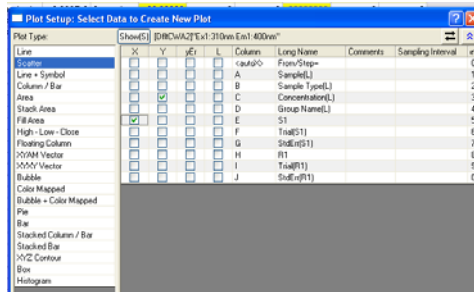 Plot Setup: Select Data to Create New Plot
Plot Type:
Show(S) Ex1:310nm Em1:400nm"
X Y yEr L Column Long Name Comments Sampling Interval
Line
Scatter
Line + Symbol
Column / Bar
Area
Stack Area
Fill Area
High - Low - Close
Floating Column
XYAM Vector
XYXY Vector
Bubble
Color Mapped
Bubble + Color Mapped
Pie
Bar
Stacked Column / Bar
Stacked Bar
XYZ Contour
Box
Histogram
<autoX> From/Step=
A Sample(L)
B Sample Type(L)
C Concentration(L)
D Group Name(L)
E S1
F Trial(S1)
G StdErr(S1)
H R1
I Trial(R1)
J StdErr(R1)